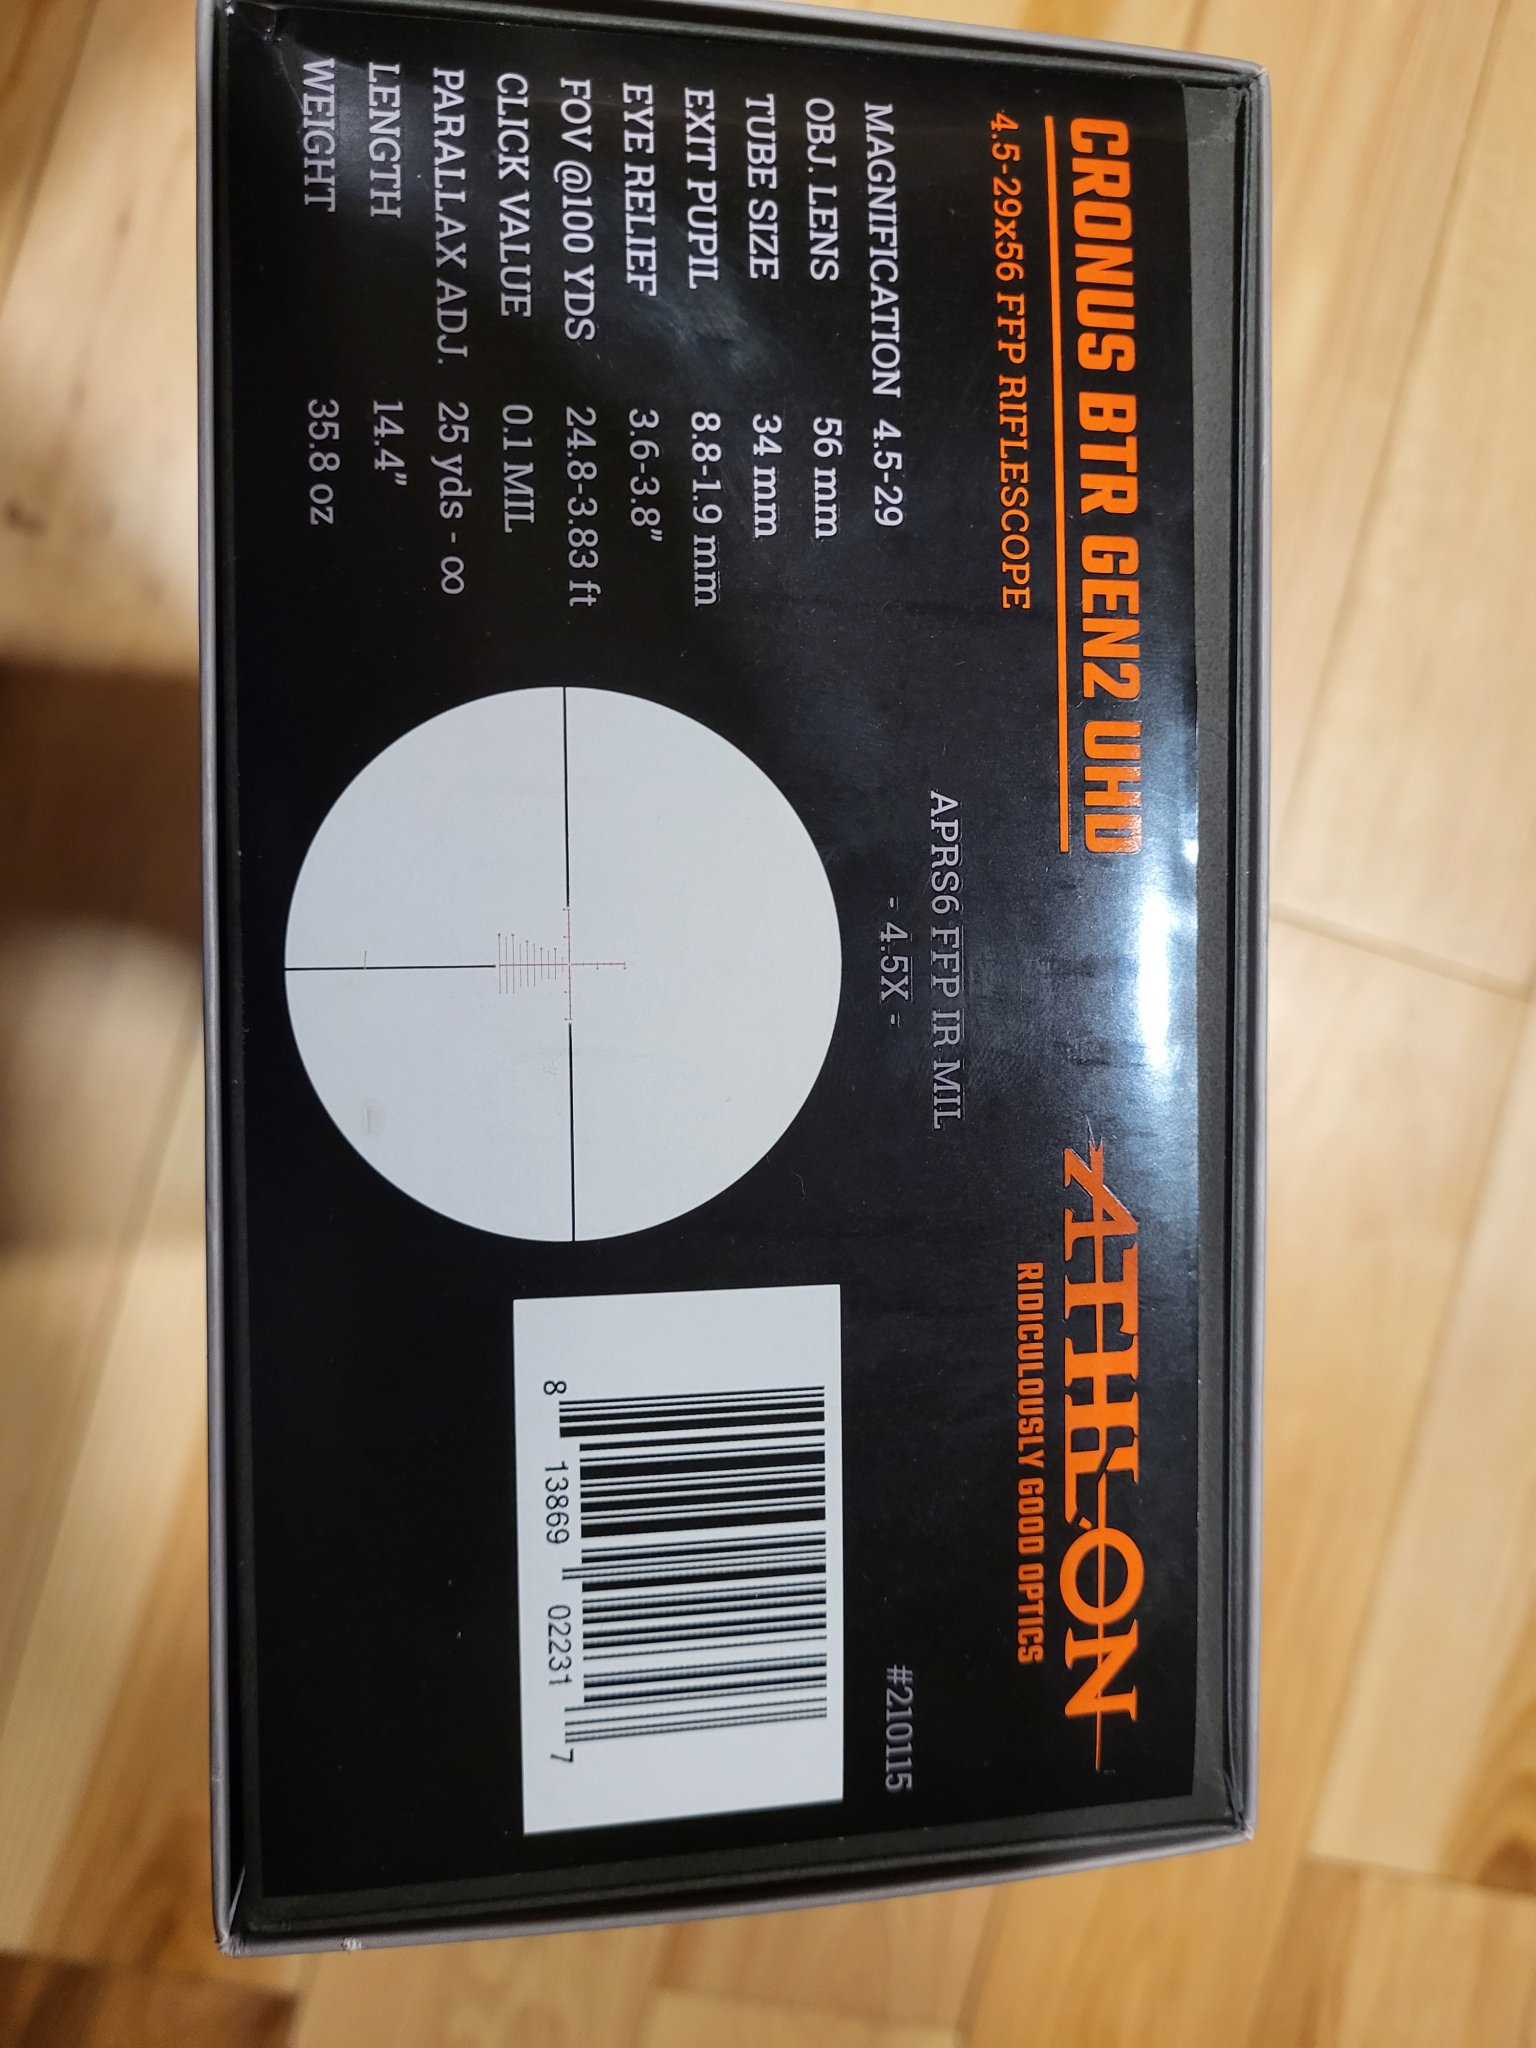 CRONUS BTR GEN2 UHD
4.5-29x56 FFP RIFLESCOPE
ATHLON
RIDICULOUSLY GOOD OPTICS
MAGNIFICATION 4.5-29
OBJ. LENS 56 mm
TUBE SIZE 34 mm
EXIT PUPIL 8.8-1.9 mm
EYE RELIEF 3.6-3.8"
FOV @100 YDS 24.8-3.83 ft
CLICK VALUE 0.1 MIL
PARALLAX ADJ. 25 yds - ∞
LENGTH 14.4"
WEIGHT 35.8 oz
APRS6 FFP IR MIL
- 4.5X -
#210115
8 13869 02231 7